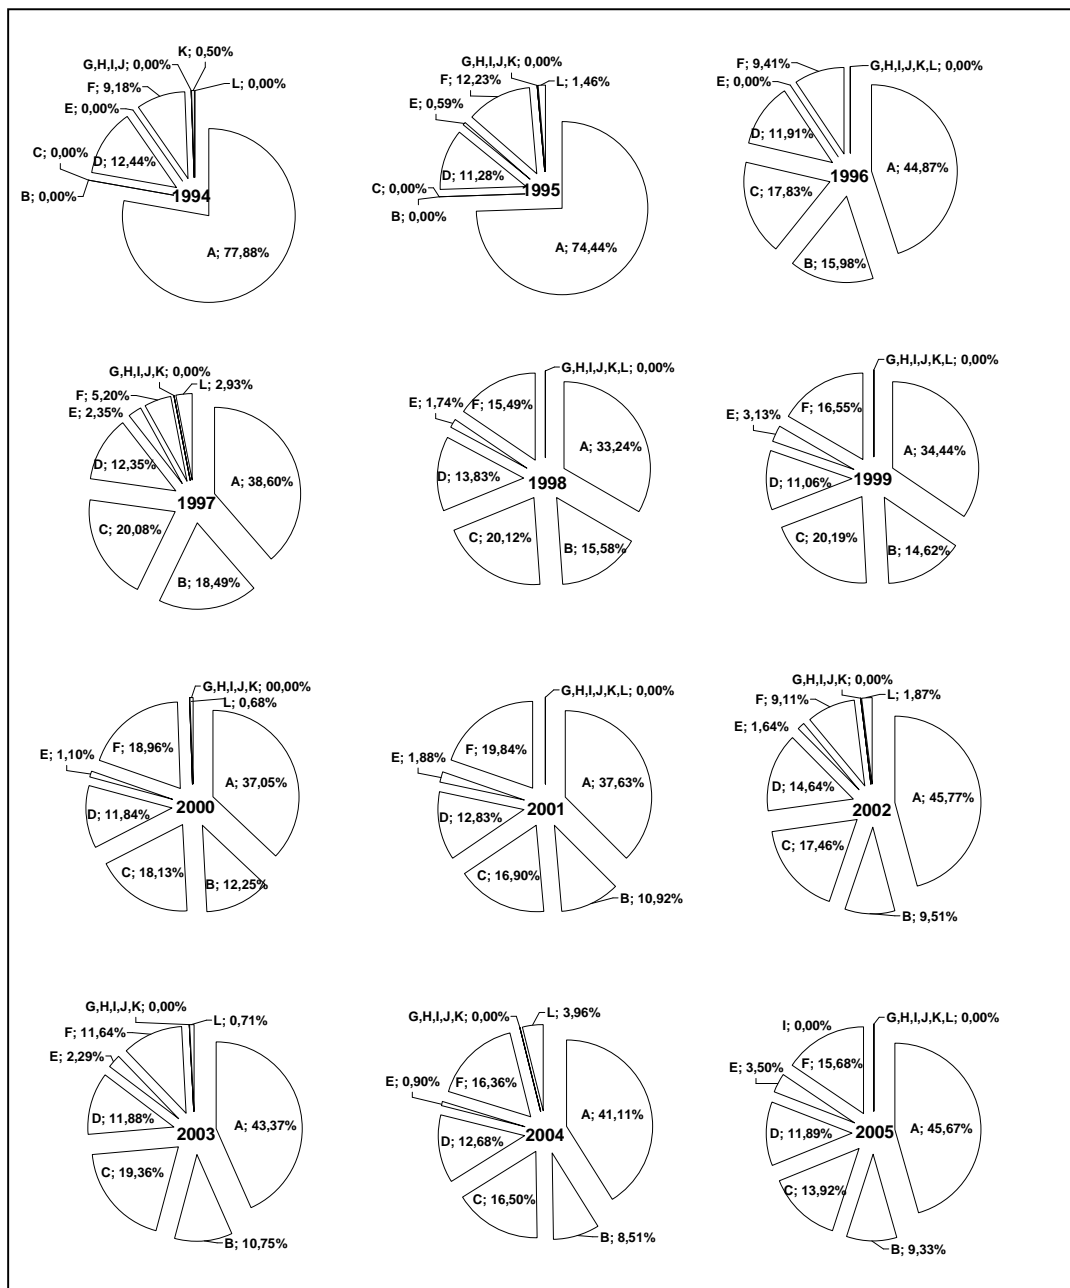 K; 0,50%
G,H,I,J; 0,00%
L; 0,00%
F; 9,18%
E; 0,00%
C; 0,00%
D; 12,44%
B; 0,00%
1994
A; 77,88%
G,H,I,J,K; 0,00%
F; 12,23%
L; 1,46%
E; 0,59%
D; 11,28%
C; 0,00%
B; 0,00%
1995
A; 74,44%
F; 9,41%
G,H,I,J,K,L; 0,00%
E; 0,00%
D; 11,91%
1996
A; 44,87%
C; 17,83%
B; 15,98%
G,H,I,J,K; 0,00%
L; 2,93%
F; 5,20%
E; 2,35%
D; 12,35%
A; 38,60%
1997
C; 20,08%
B; 18,49%
G,H,I,J,K,L; 0,00%
E; 1,74%
F; 15,49%
A; 33,24%
D; 13,83%
1998
C; 20,12%
B; 15,58%
G,H,I,J,K,L; 0,00%
F; 16,55%
E; 3,13%
A; 34,44%
D; 11,06%
1999
C; 20,19%
B; 14,62%
G,H,I,J,K; 00,00%
L; 0,68%
F; 18,96%
E; 1,10%
A; 37,05%
2000
D; 11,84%
C; 18,13%
B; 12,25%
G,H,I,J,K,L; 0,00%
F; 19,84%
E; 1,88%
A; 37,63%
2001
D; 12,83%
C; 16,90%
B; 10,92%
G,H,I,J,K; 0,00%
L; 1,87%
F; 9,11%
E; 1,64%
D; 14,64%
A; 45,77%
2002
C; 17,46%
B; 9,51%
G,H,I,J,K; 0,00%
L; 0,71%
F; 11,64%
E; 2,29%
D; 11,88%
2003
A; 43,37%
C; 19,36%
B; 10,75%
G,H,I,J,K; 0,00%
L; 3,96%
E; 0,90%
F; 16,36%
A; 41,11%
D; 12,68%
2004
C; 16,50%
B; 8,51%
I; 0,00%
G,H,I,J,K,L; 0,00%
F; 15,68%
E; 3,50%
D; 11,89%
2005
A; 45,67%
C; 13,92%
B; 9,33%